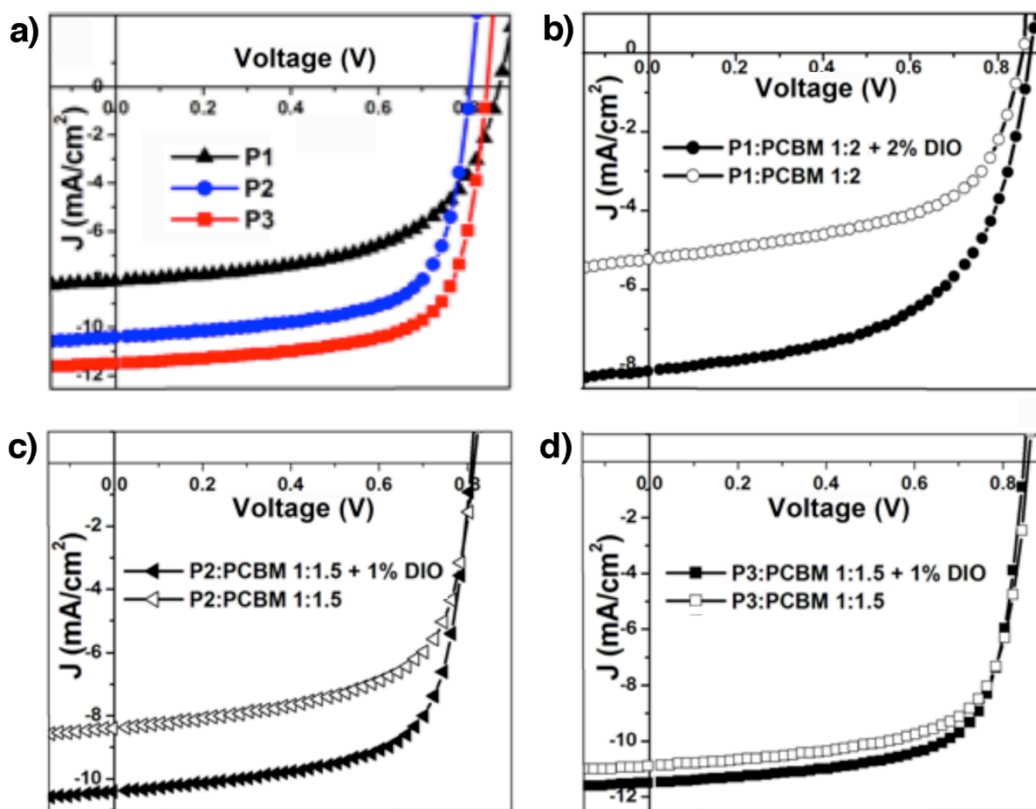 a)
Voltage (V)
0
0.0 0.2 0.4 0.6 0.8
-2
-4
-6
-8
-10
-12
J (mA/cm²)
P1
P2
P3
b)
0
0.0 0.2 0.4 0.6 0.8
Voltage (V)
-2
-4
-6
-8
J (mA/cm²)
P1:PCBM 1:2 + 2% DIO
P1:PCBM 1:2
c)
0.0 0.2 0.4 0.6 0.8
Voltage (V)
-2
-4
-6
-8
-10
J (mA/cm²)
P2:PCBM 1:1.5 + 1% DIO
P2:PCBM 1:1.5
d)
0.0 0.2 0.4 0.6 0.8
Voltage (V)
-2
-4
-6
-8
-10
-12
J (mA/cm²)
P3:PCBM 1:1.5 + 1% DIO
P3:PCBM 1:1.5